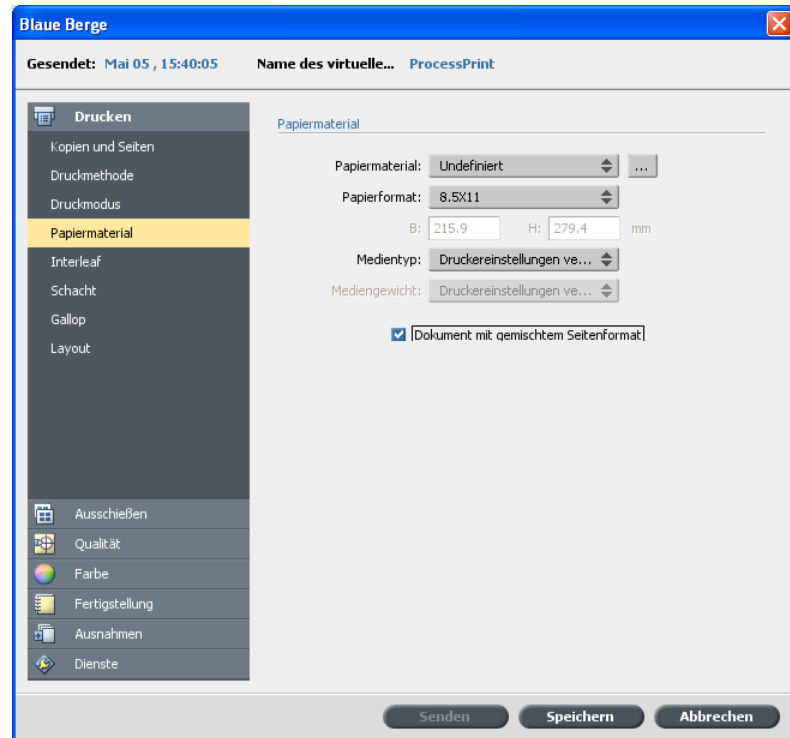 Blaue Berge
Gesendet: Mai 05 , 15:40:05 Name des virtuelle... ProcessPrint
Drucken
Kopien und Seiten
Druckmethode
Druckmodus
Papiermaterial
Interleaf
Schacht
Gallop
Layout
Ausschießen
Qualität
Farbe
Fertigstellung
Ausnahmen
Dienste
Papiermaterial
Papiermaterial: Undefiniert ...
Papierformat: 8.5X11
B: 215.9 H: 279.4 mm
Medientyp: Druckereinstellungen ve...
Mediengewicht: Druckereinstellungen ve...
Dokument mit gemischtem Seitenformat
Senden Speichern Abbrechen